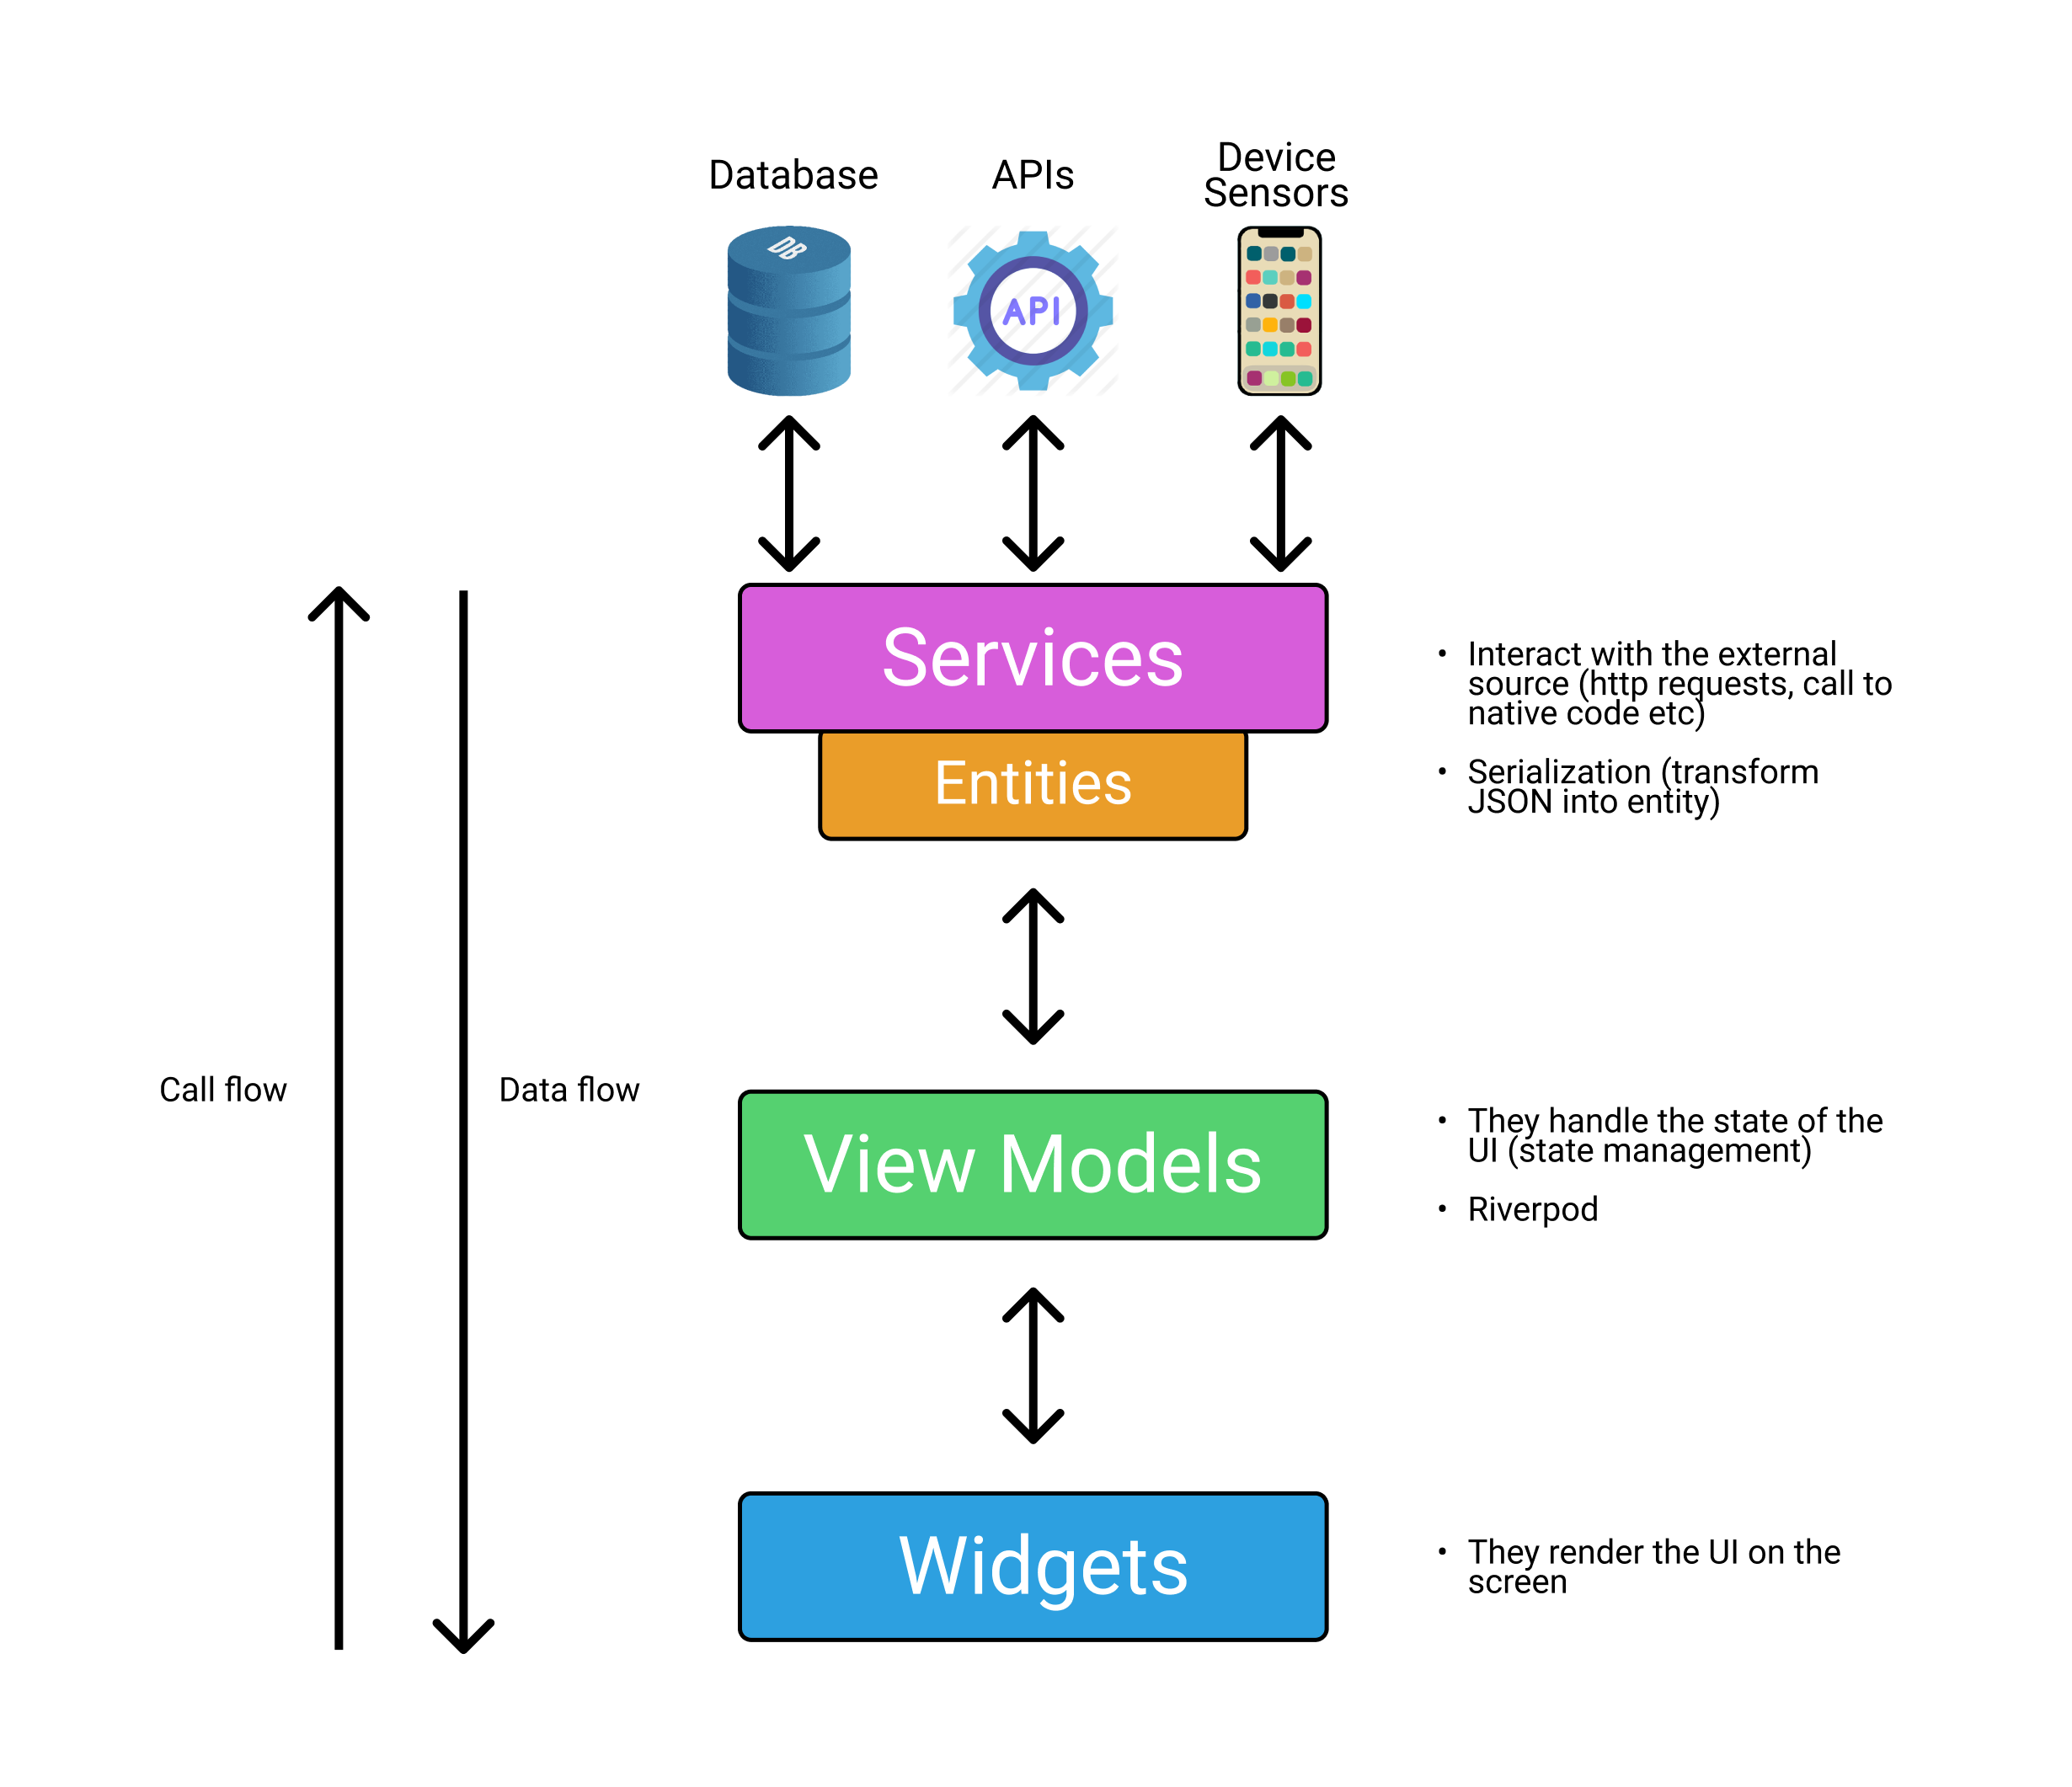 Database
APIs
Device
Sensors
DB
API
Services
• Interact with the external
source (http requests, call to
native code etc)
Entities
• Serialization (transform
JSON into entity)
Call flow
Data flow
View Models
• They handle the state of the
UI (state management)
• Riverpod
Widgets
• They render the UI on the
screen